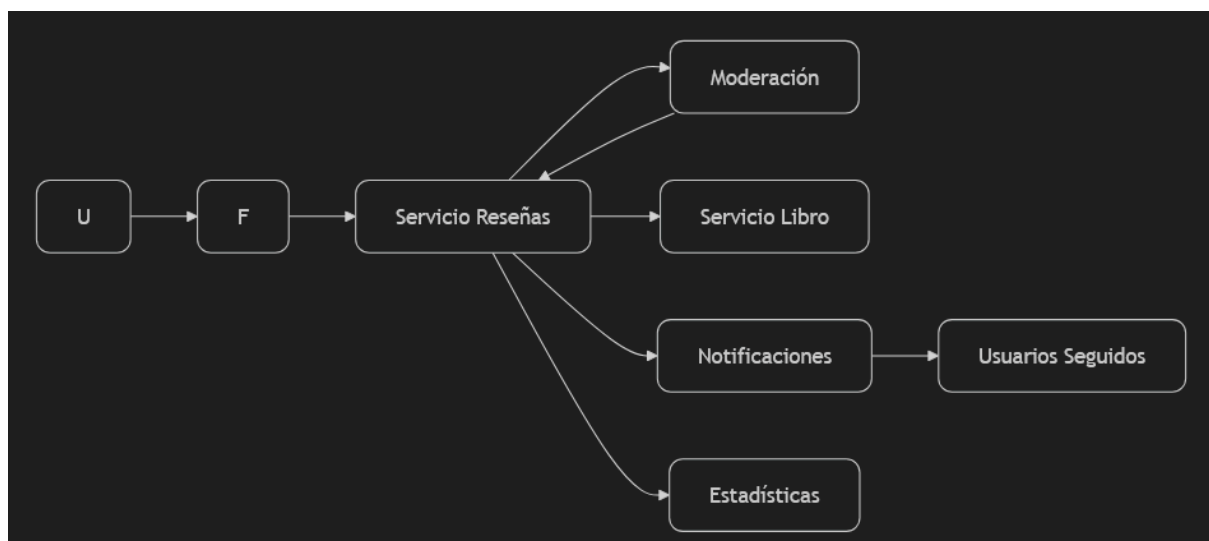 Moderación
U
F
Servicio Reseñas
Servicio Libro
Notificaciones
Usuarios Seguidos
Estadísticas